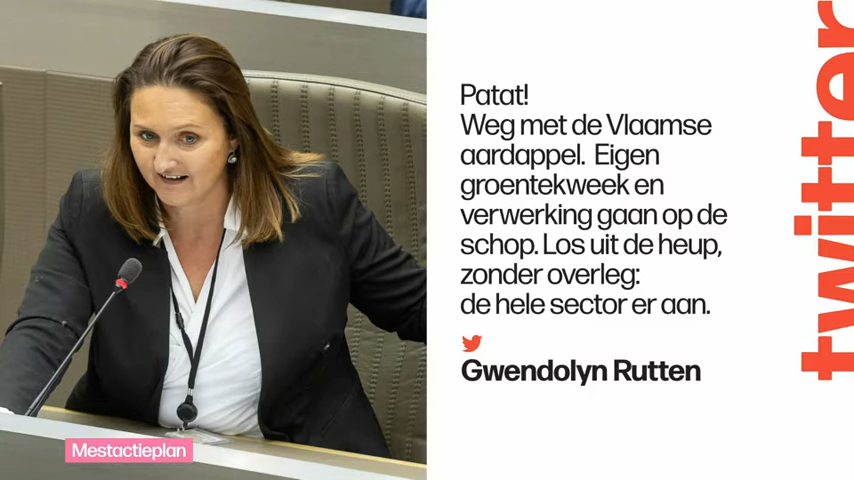 Patat!
Weg met de Vlaamse
aardappel. Eigen
groentekweek en
verwerking gaan op de
schop. Los uit de heup,
zonder overleg:
de hele sector er aan.
Gwendolyn Rutten
Mestactieplan
twitter